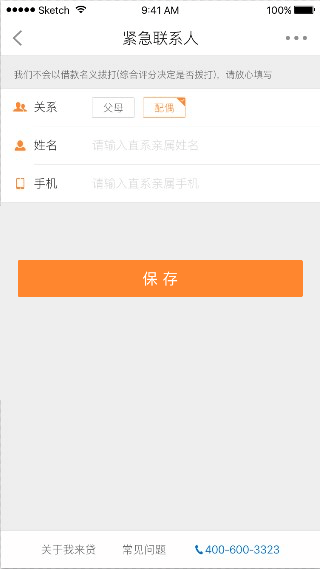 Sketch 9:41 AM 100%
紧急联系人
我们不会以借款名义拨打(综合评分决定是否拨打)，请放心填写
关系 父母 配偶
姓名 请输入直系亲属姓名
手机 请输入直系亲属手机
保存
关于我来贷 常见问题 400-600-3323